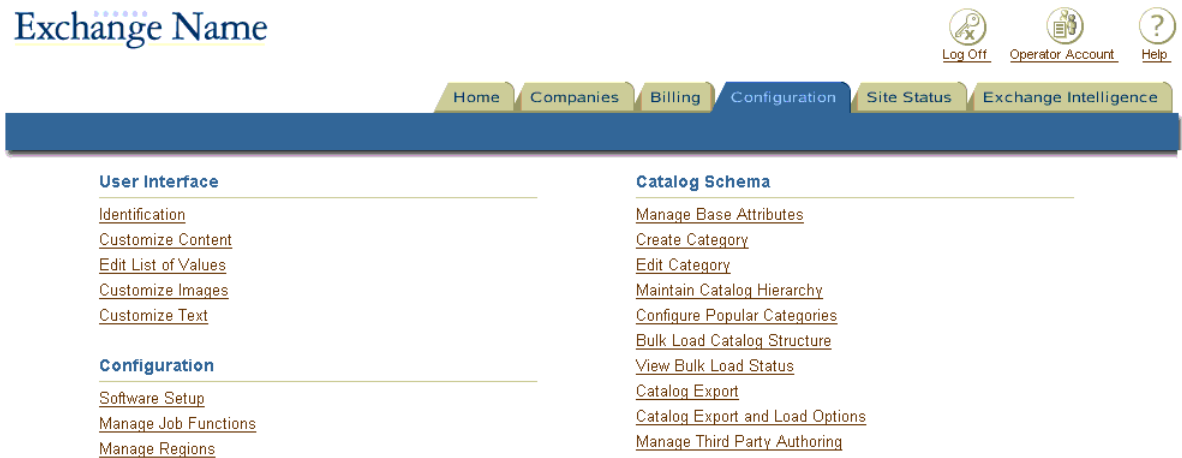 Exchange Name
Log Off
Operator Account
Help
Home
Companies
Billing
Configuration
Site Status
Exchange Intelligence
User Interface
Identification
Customize Content
Edit List of Values
Customize Images
Customize Text
Configuration
Software Setup
Manage Job Functions
Manage Regions
Catalog Schema
Manage Base Attributes
Create Category
Edit Category
Maintain Catalog Hierarchy
Configure Popular Categories
Bulk Load Catalog Structure
View Bulk Load Status
Catalog Export
Catalog Export and Load Options
Manage Third Party Authoring